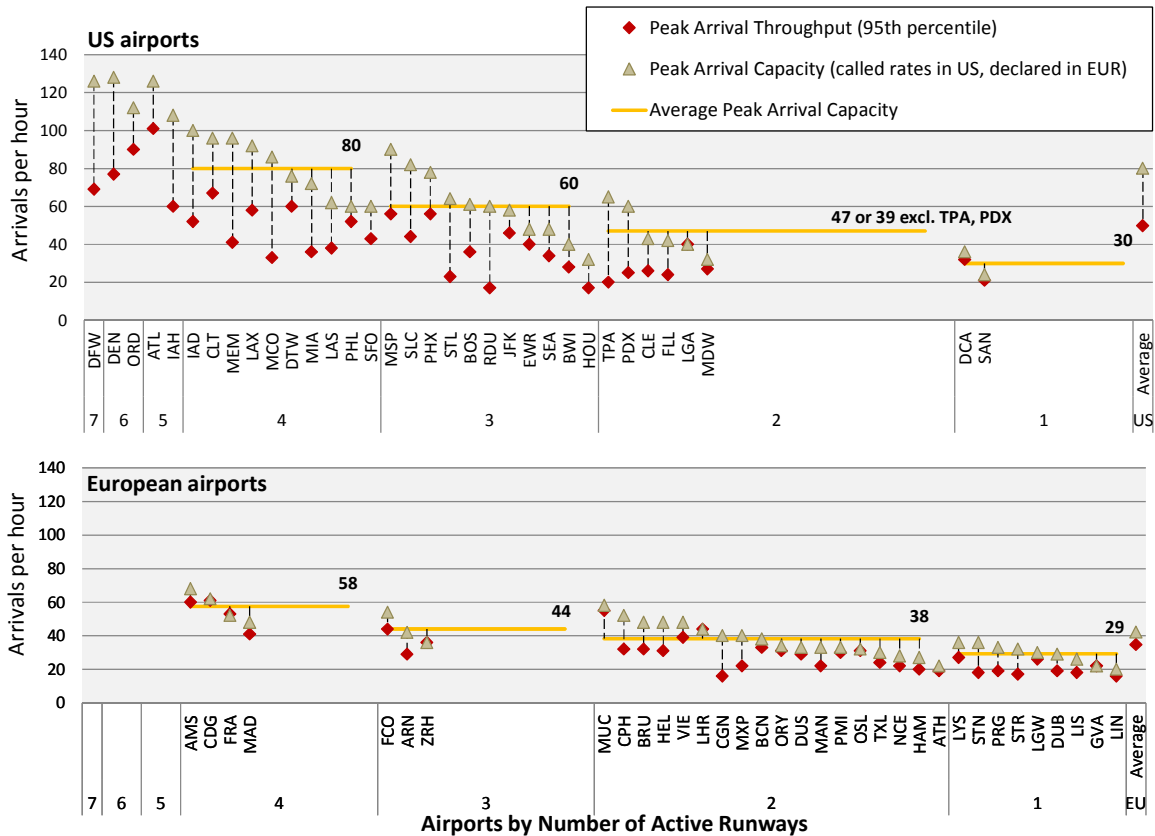 US airports
Peak Arrival Throughput (95th percentile)
Peak Arrival Capacity (called rates in US, declared in EUR)
Average Peak Arrival Capacity
Arrivals per hour
140
120
100
80
60
40
20
0
80
60
47 or 39 excl. TPA, PDX
30
DFW DEN ORD ATL IAH IAD CLT MEM LAX MCO DTW MIA LAS PHL SFO MSP SLC PHX STL BOS RDU JFK EWR SEA BWI HOU TPA PDX CLE FLL LGA MDW DCA SAN Average
7 6 5 4 3 2 1 US
European airports
Arrivals per hour
140
120
100
80
60
40
20
0
58
44
38
29
AMS CDG FRA MAD FCO ARN ZRH MUC CPH BRU HEL VIE LHR CGN MXP BCN ORY DUS MAN PMI OSL TXL NCE HAM ATH LYS STN PRG STR LGW DUB LIS GVA LIN Average
7 6 5 4 3 2 1 EU
Airports by Number of Active Runways